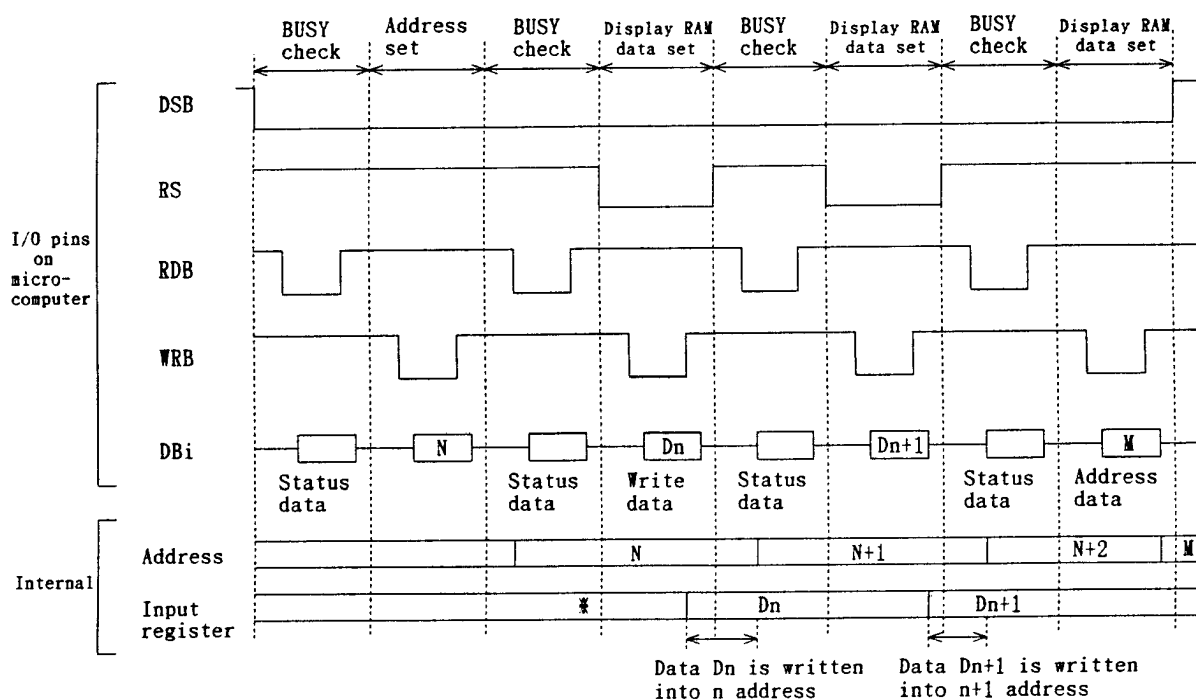 BUSY check
Address set
BUSY check
Display RAM data set
BUSY check
Display RAM data set
BUSY check
Display RAM data set
I/O pins on micro-computer
DSB
RS
RDB
WRB
DBi
N
Dn
Dn+1
M
Status data
Status data
Write data
Status data
Status data
Address data
Internal
Address
N
N+1
N+2
M
Input register
*
Dn
Dn+1
Data Dn is written
into n address
Data Dn+1 is written
into n+1 address